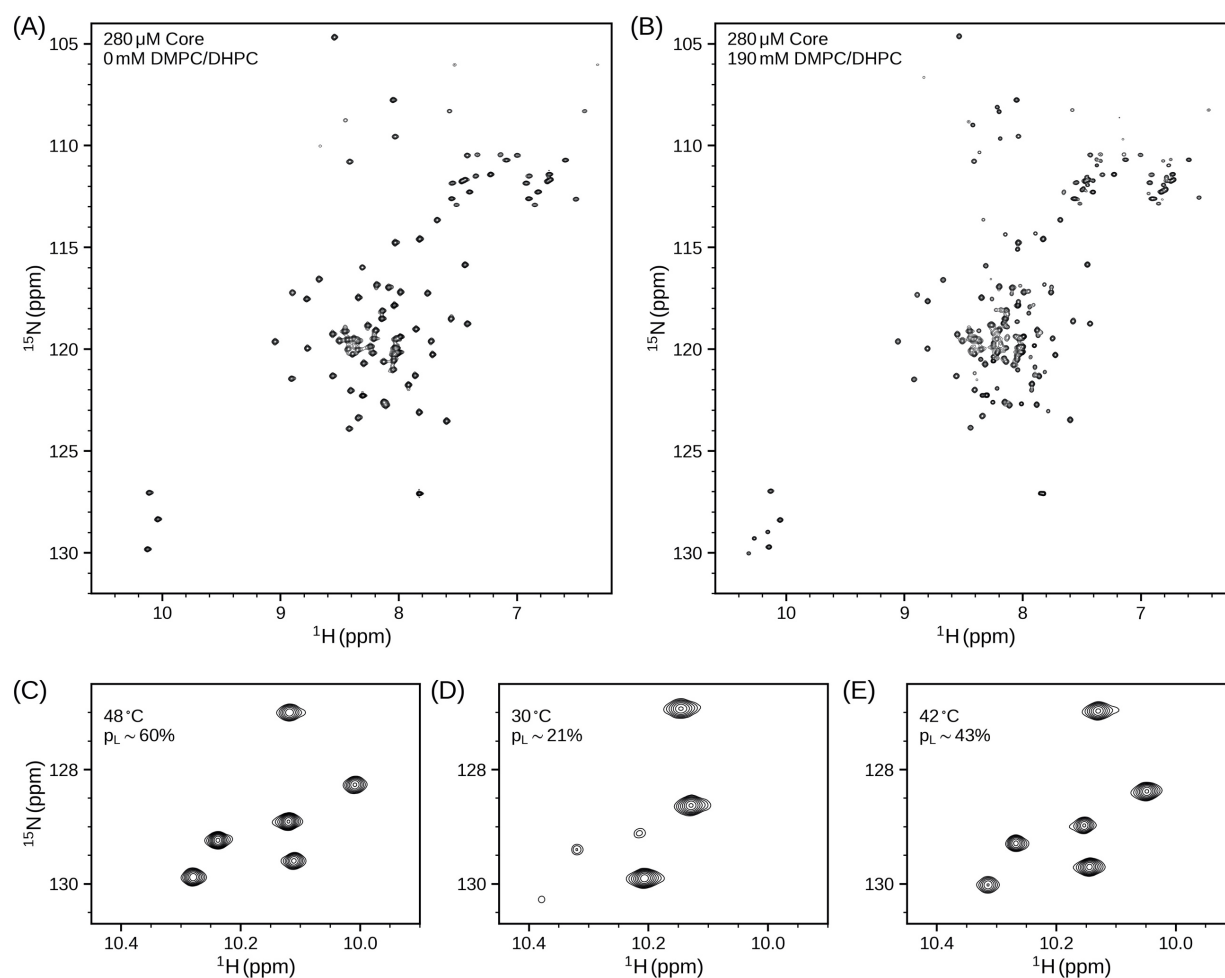 (A)
280 μM Core
0 mM DMPC/DHPC
105
110
115
120
125
130
¹⁵N (ppm)
10
9
8
7
¹H (ppm)
(B)
280 μM Core
190 mM DMPC/DHPC
105
110
115
120
125
130
¹⁵N (ppm)
10
9
8
7
¹H (ppm)
(C)
48 °C
pL ~ 60%
128
130
¹⁵N (ppm)
10.4
10.2
10.0
¹H (ppm)
(D)
30 °C
pL ~ 21%
128
130
10.4
10.2
10.0
¹H (ppm)
(E)
42 °C
pL ~ 43%
128
130
10.4
10.2
10.0
¹H (ppm)